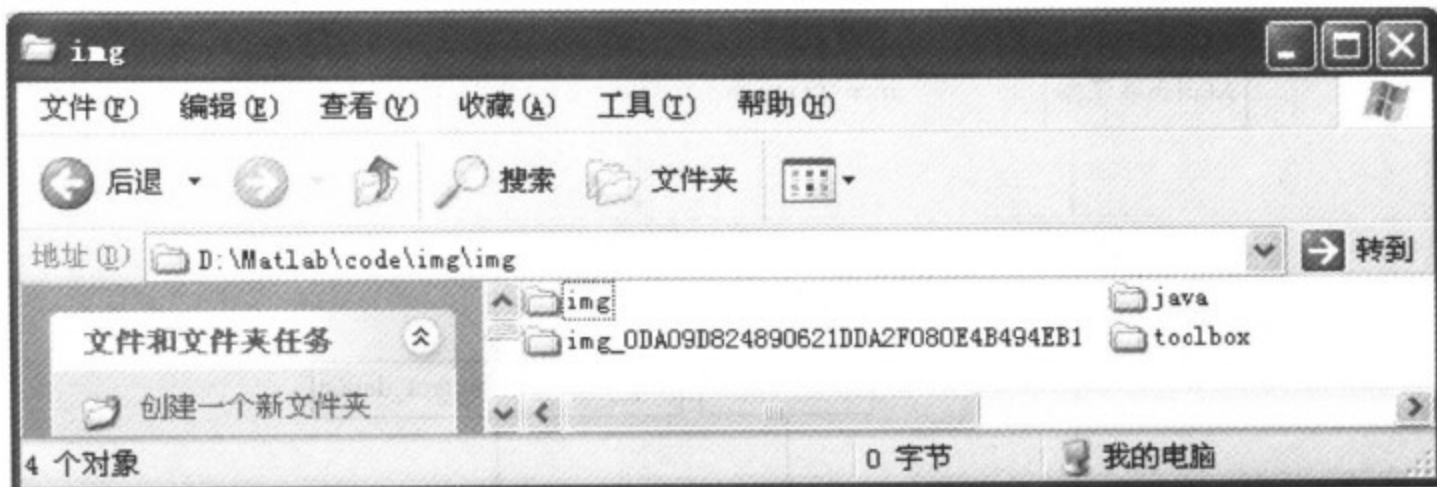 img
文件(F) 编辑(E) 查看(V) 收藏(A) 工具(T) 帮助(H)
后退 搜索 文件夹
地址(D) D:\Matlab\code\img\img 转到
img java
文件和文件夹任务 img_0DA09D824890621DDA2F080E4B494EB1 toolbox
创建一个新文件夹
4 个对象 0 字节 我的电脑